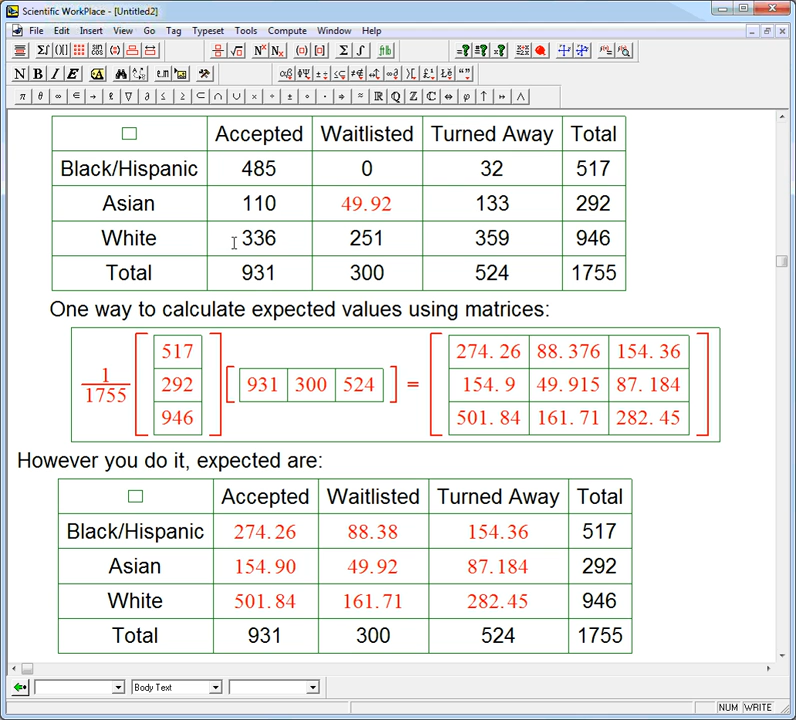 Scientific WorkPlace - [Untitled2]
File Edit Insert View Go Tag Typeset Tools Compute Window Help
Accepted Waitlisted Turned Away Total
Black/Hispanic 485 0 32 517
Asian 110 49.92 133 292
White 336 251 359 946
Total 931 300 524 1755
One way to calculate expected values using matrices:
517 274.26 88.376 154.36
1/1755 292 931 300 524 = 154.9 49.915 87.184
946 501.84 161.71 282.45
However you do it, expected are:
Accepted Waitlisted Turned Away Total
Black/Hispanic 274.26 88.38 154.36 517
Asian 154.90 49.92 87.184 292
White 501.84 161.71 282.45 946
Total 931 300 524 1755
Body Text
NUM WRITE